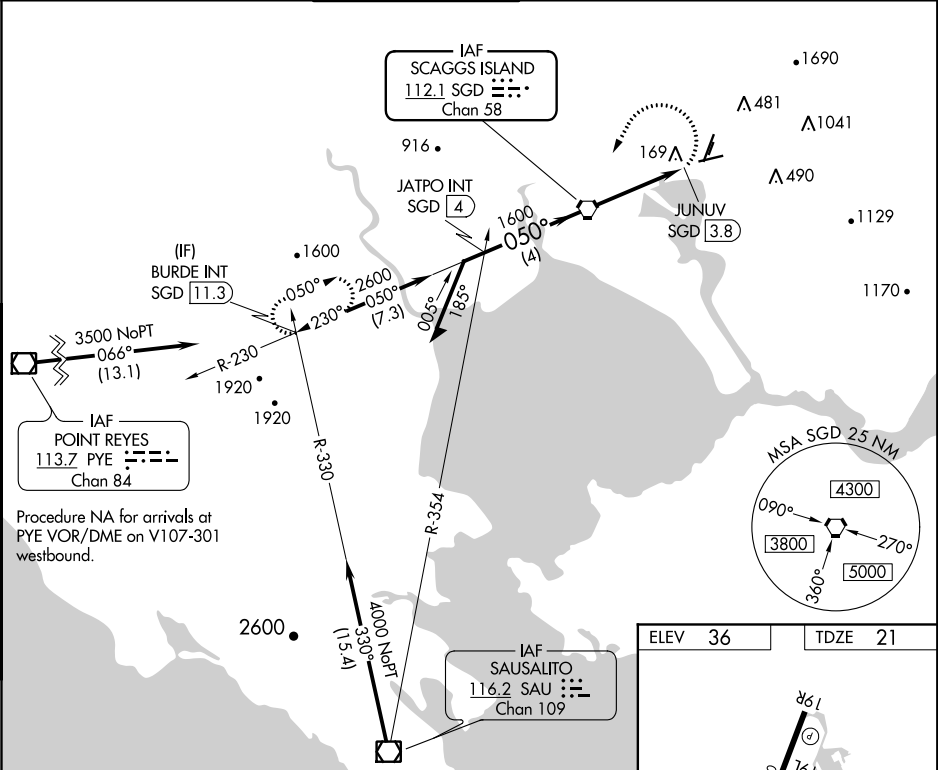 IAF
SCAGGS ISLAND
112.1 SGD
Chan 58
1690
481
1041
916
169
490
JATPO INT
SGD 4
1600
050°
(4)
JUNUV
SGD 3.8
1129
1170
(IF)
BURDE INT
SGD 11.3
1600
050°
2600
050°
(7.3)
230°
005°
185°
3500 NoPT
066°
(13.1)
R-230
1920
1920
IAF
POINT REYES
113.7 PYE
Chan 84
R-330
R-354
Procedure NA for arrivals at
PYE VOR/DME on V107-301
westbound.
MSA SGD 25 NM
4300
090°
3800
270°
5000
360°
2600
4000 NoPT
330°
(15.4)
IAF
SAUSALITO
116.2 SAU
Chan 109
ELEV 36
TDZE 21
19R
P